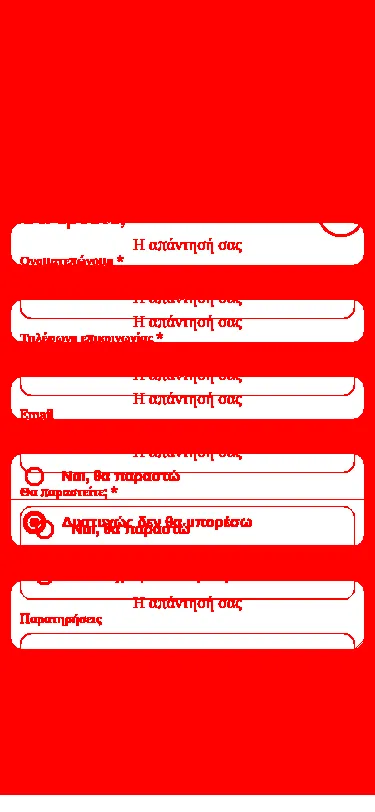 Η απάντησή σας
Ονοματεπώνυμο *
Η απάντησή σας
Η απάντησή σας
Τηλέφωνο επικοινωνίας *
Η απάντησή σας
Η απάντησή σας
Email
Η απάντησή σας
Ναι, θα παραστώ
Θα παραστείτε; *
Δυστυχώς δεν θα μπορέσω
Ναι, θα παραστώ
Η απάντησή σας
Παρατηρήσεις